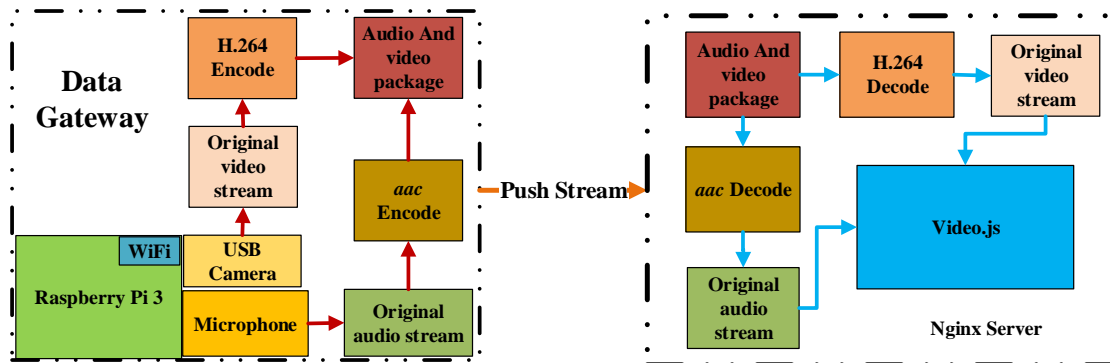 Data
Gateway
H.264
Encode
Audio And
video
package
Original
video
stream
aac
Encode
WiFi
Raspberry Pi 3
USB
Camera
Microphone
Original
audio stream
Push Stream
Audio And
video
package
H.264
Decode
Original
video
stream
aac Decode
Video.js
Original
audio
stream
Nginx Server